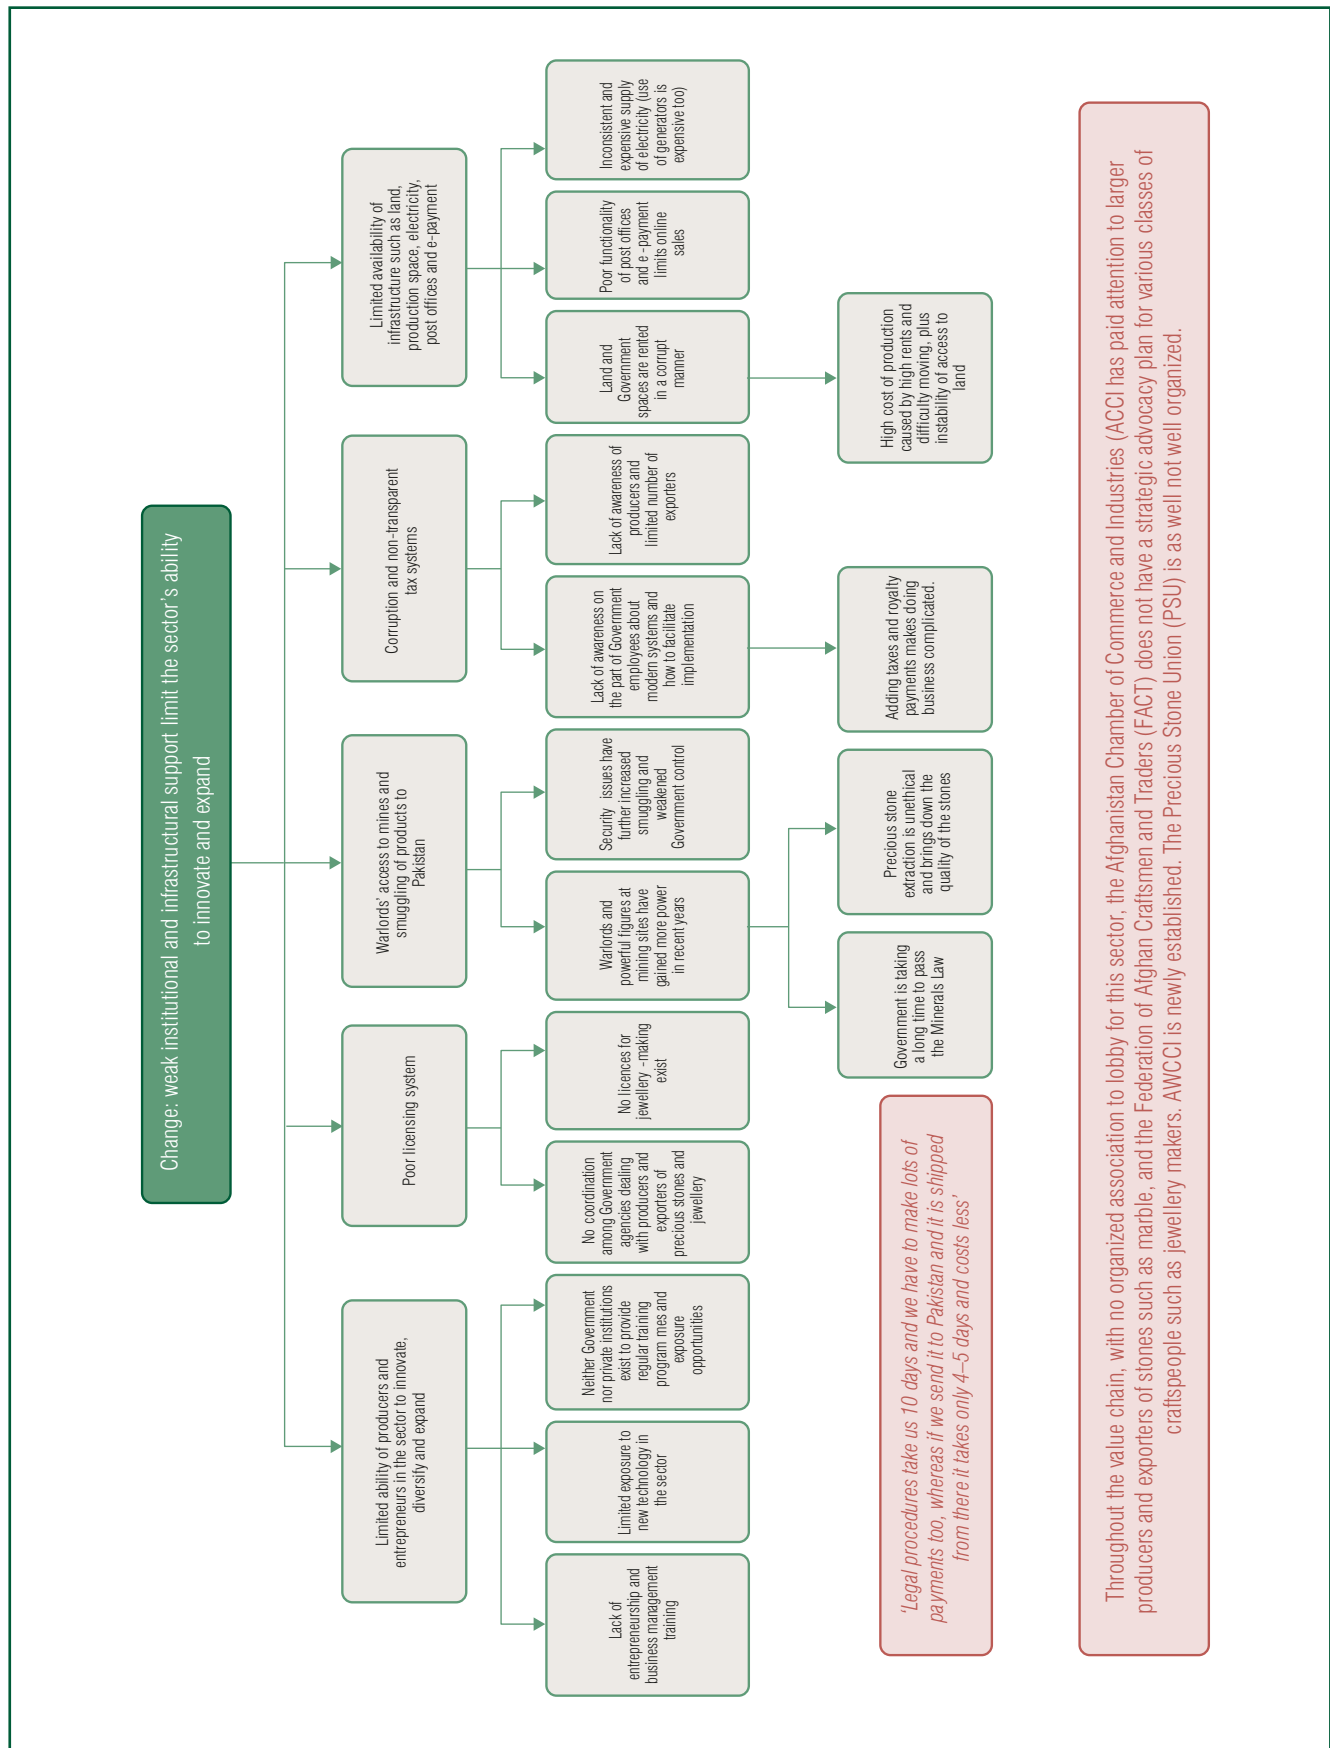 Change: weak institutional and infrastructural support limit the sector's ability
to innovate and expand
Limited ability of producers and
entrepreneurs in the sector to innovate,
diversify and expand
Poor licensing system
Warlords' access to mines and
smuggling of products to
Pakistan
Corruption and non-transparent
tax systems
Limited availability of
infrastructure such as land,
production space, electricity,
post offices and e-payment
Lack of
entrepreneurship and
business management
training
Limited exposure to
new technology in
the sector
Neither Government
nor private institutions
exist to provide
regular training
program mes and
exposure
opportunities
No coordination
among Government
agencies dealing
with producers and
exporters of
precious stones and
jewellery
No licences for
jewellery -making
exist
Warlords and
powerful figures at
mining sites have
gained more power
in recent years
Security issues have
further increased
smuggling and
weakened
Government control
Lack of awareness on
the part of Government
employees about
modern systems and
how to facilitate
implementation
Lack of awareness of
producers and
limited number of
exporters
Land and
Government
spaces are rented
in a corrupt
manner
Poor functionality
of post offices
and e -payment
limits online
sales
Inconsistent and
expensive supply
of electricity (use
of generators is
expensive too)
'Legal procedures take us 10 days and we have to make lots of
payments too, whereas if we send it to Pakistan and it is shipped
from there it takes only 4–5 days and costs less'
Government is taking
a long time to pass
the Minerals Law
Precious stone
extraction is unethical
and brings down the
quality of the stones
Adding taxes and royalty
payments makes doing
business complicated.
High cost of production
caused by high rents and
difficulty moving, plus
instability of access to
land
Throughout the value chain, with no organized association to lobby for this sector, the Afghanistan Chamber of Commerce and Industries (ACCI) has paid attention to larger
producers and exporters of stones such as marble, and the Federation of Afghan Craftsmen and Traders (FACT) does not have a strategic advocacy plan for various classes of
craftspeople such as jewellery makers. AWCCI is newly established. The Precious Stone Union (PSU) is as well not well organized.